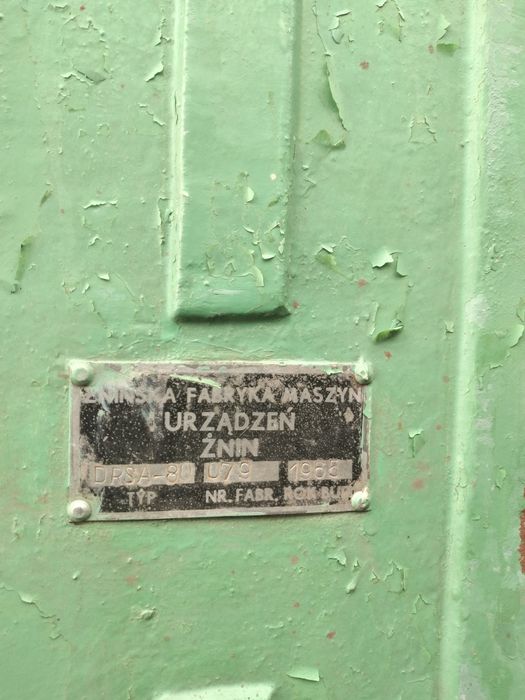 ŻNIŃSKA FABRYKA MASZYN
I URZĄDZEŃ
ŻNIN
DRSA-80 079 1968
TYP NR. FABR. ROK BUD.